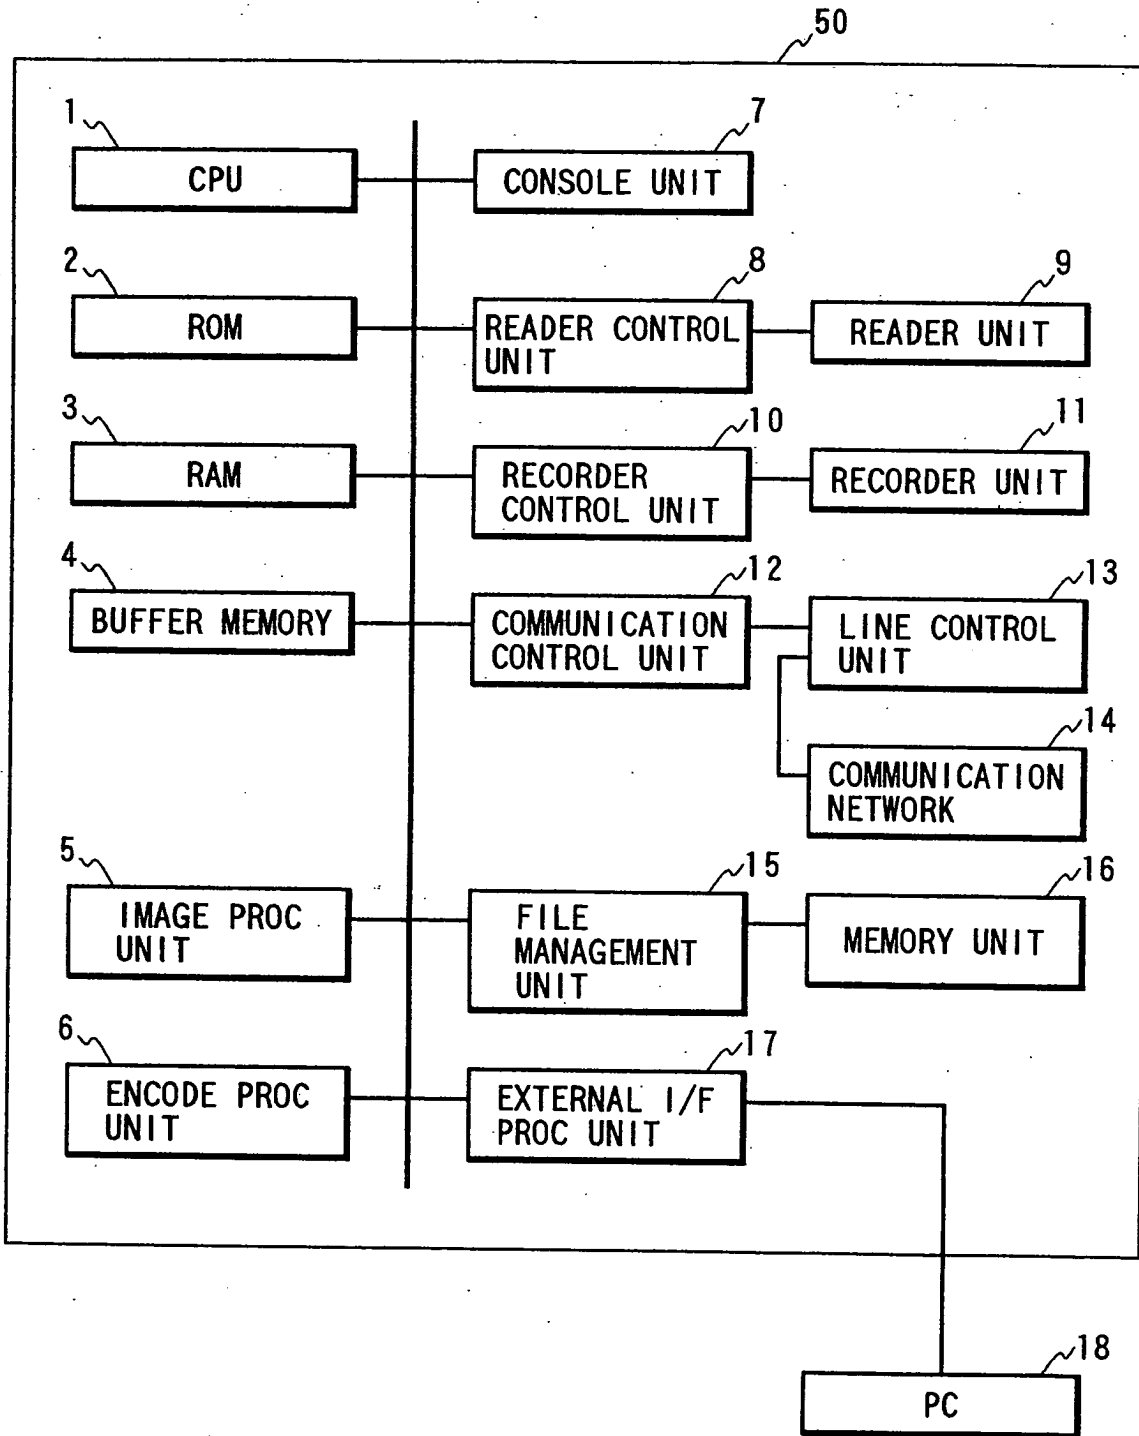 50
1
CPU
7
CONSOLE UNIT
2
ROM
8
READER CONTROL
UNIT
9
READER UNIT
3
RAM
10
RECORDER
CONTROL UNIT
11
RECORDER UNIT
4
BUFFER MEMORY
12
COMMUNICATION
CONTROL UNIT
13
LINE CONTROL
UNIT
14
COMMUNICATION
NETWORK
5
IMAGE PROC
UNIT
15
FILE
MANAGEMENT
UNIT
16
MEMORY UNIT
6
ENCODE PROC
UNIT
17
EXTERNAL I/F
PROC UNIT
18
PC